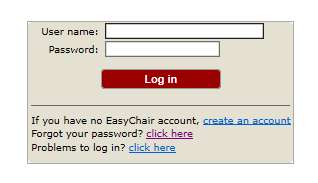 User name:
Password:
Log in
If you have no EasyChair account, create an account
Forgot your password? click here
Problems to log in? click here